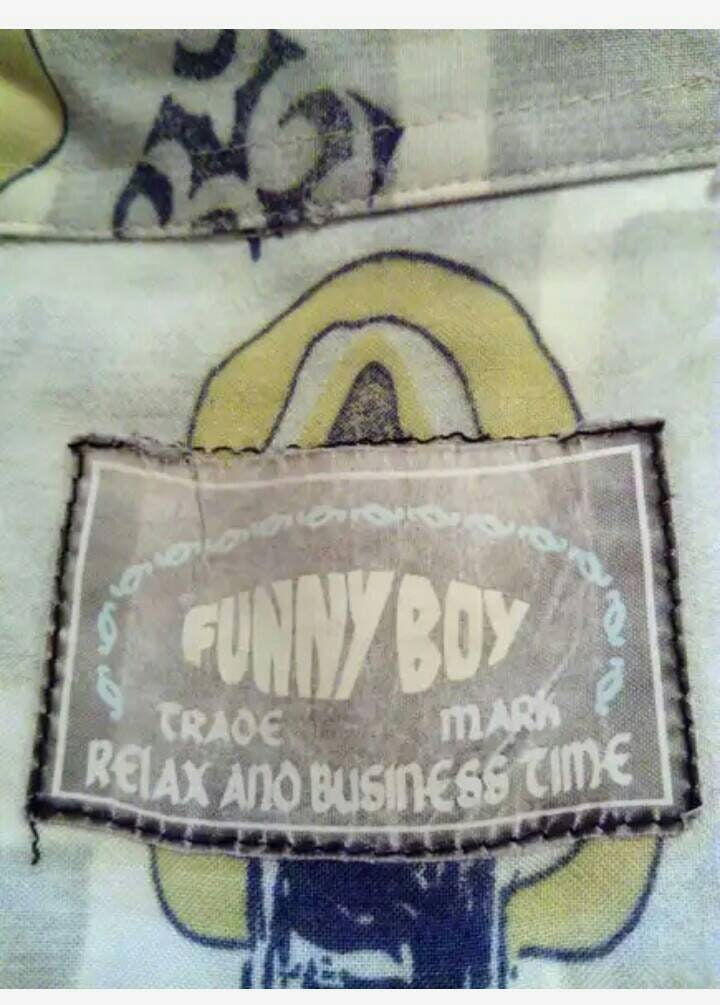 FUNNY BOY
TRADE MARK
RELAX AND BUSINESS TIME